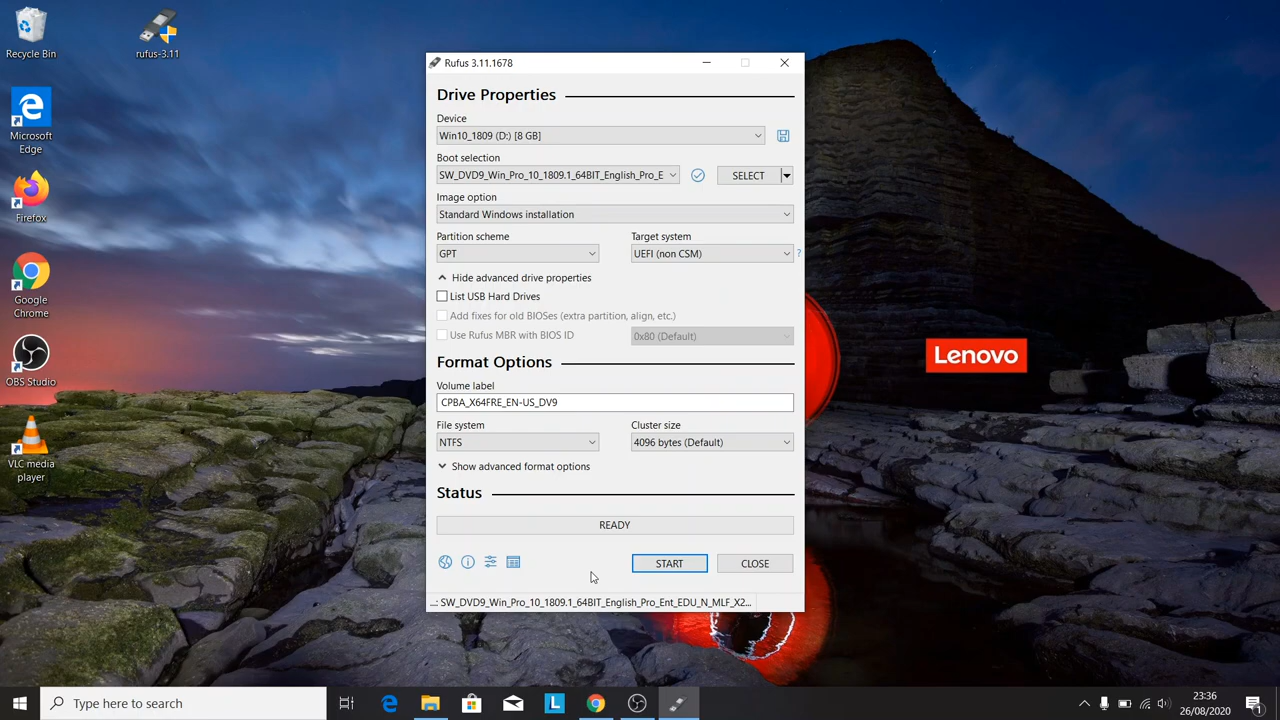 Recycle Bin
rufus-3.11
Microsoft
Edge
Firefox
Google
Chrome
OBS Studio
VLC media
player
Rufus 3.11.1678
Drive Properties
Device
Win10_1809 (D:) [8 GB]
Boot selection
SW_DVD9_Win_Pro_10_1809.1_64BIT_English_Pro_E
SELECT
Image option
Standard Windows installation
Partition scheme
Target system
GPT
UEFI (non CSM)
?
Hide advanced drive properties
List USB Hard Drives
Add fixes for old BIOSes (extra partition, align, etc.)
Use Rufus MBR with BIOS ID
0x80 (Default)
Format Options
Volume label
CPBA_X64FRE_EN-US_DV9
File system
Cluster size
NTFS
4096 bytes (Default)
Show advanced format options
Status
READY
START
CLOSE
...: SW_DVD9_Win_Pro_10_1809.1_64BIT_English_Pro_Ent_EDU_N_MLF_X2...
Lenovo
Type here to search
L
23:36
26/08/2020
1